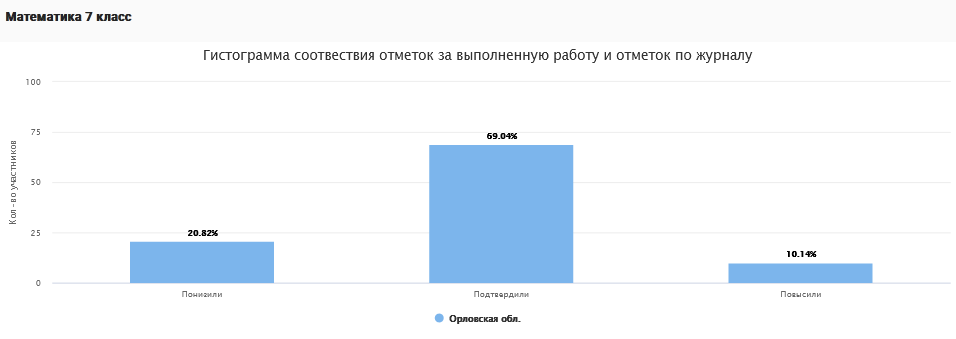 Математика 7 класс
Гистограмма соотвествия отметок за выполненную работу и отметок по журналу
100
75
50
25
0
Кол-во участников
20.82%
69.04%
10.14%
Понизили
Подтвердили
Повысили
Орловская обл.